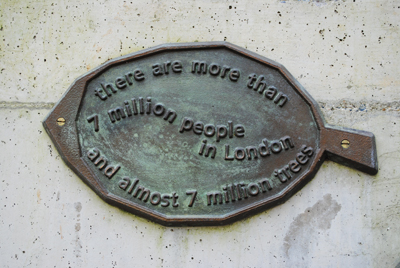 there are more than
7 million people
in London
and almost 7 million trees